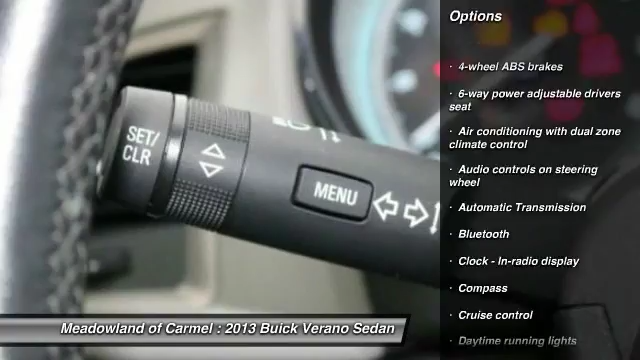 Options
· 4-wheel ABS brakes
· 6-way power adjustable drivers
seat
· Air conditioning with dual zone
climate control
· Audio controls on steering
wheel
· Automatic Transmission
· Bluetooth
· Clock - In-radio display
· Compass
· Cruise control
· Daytime running lights
SET/
CLR
MENU
Meadowland of Carmel : 2013 Buick Verano Sedan